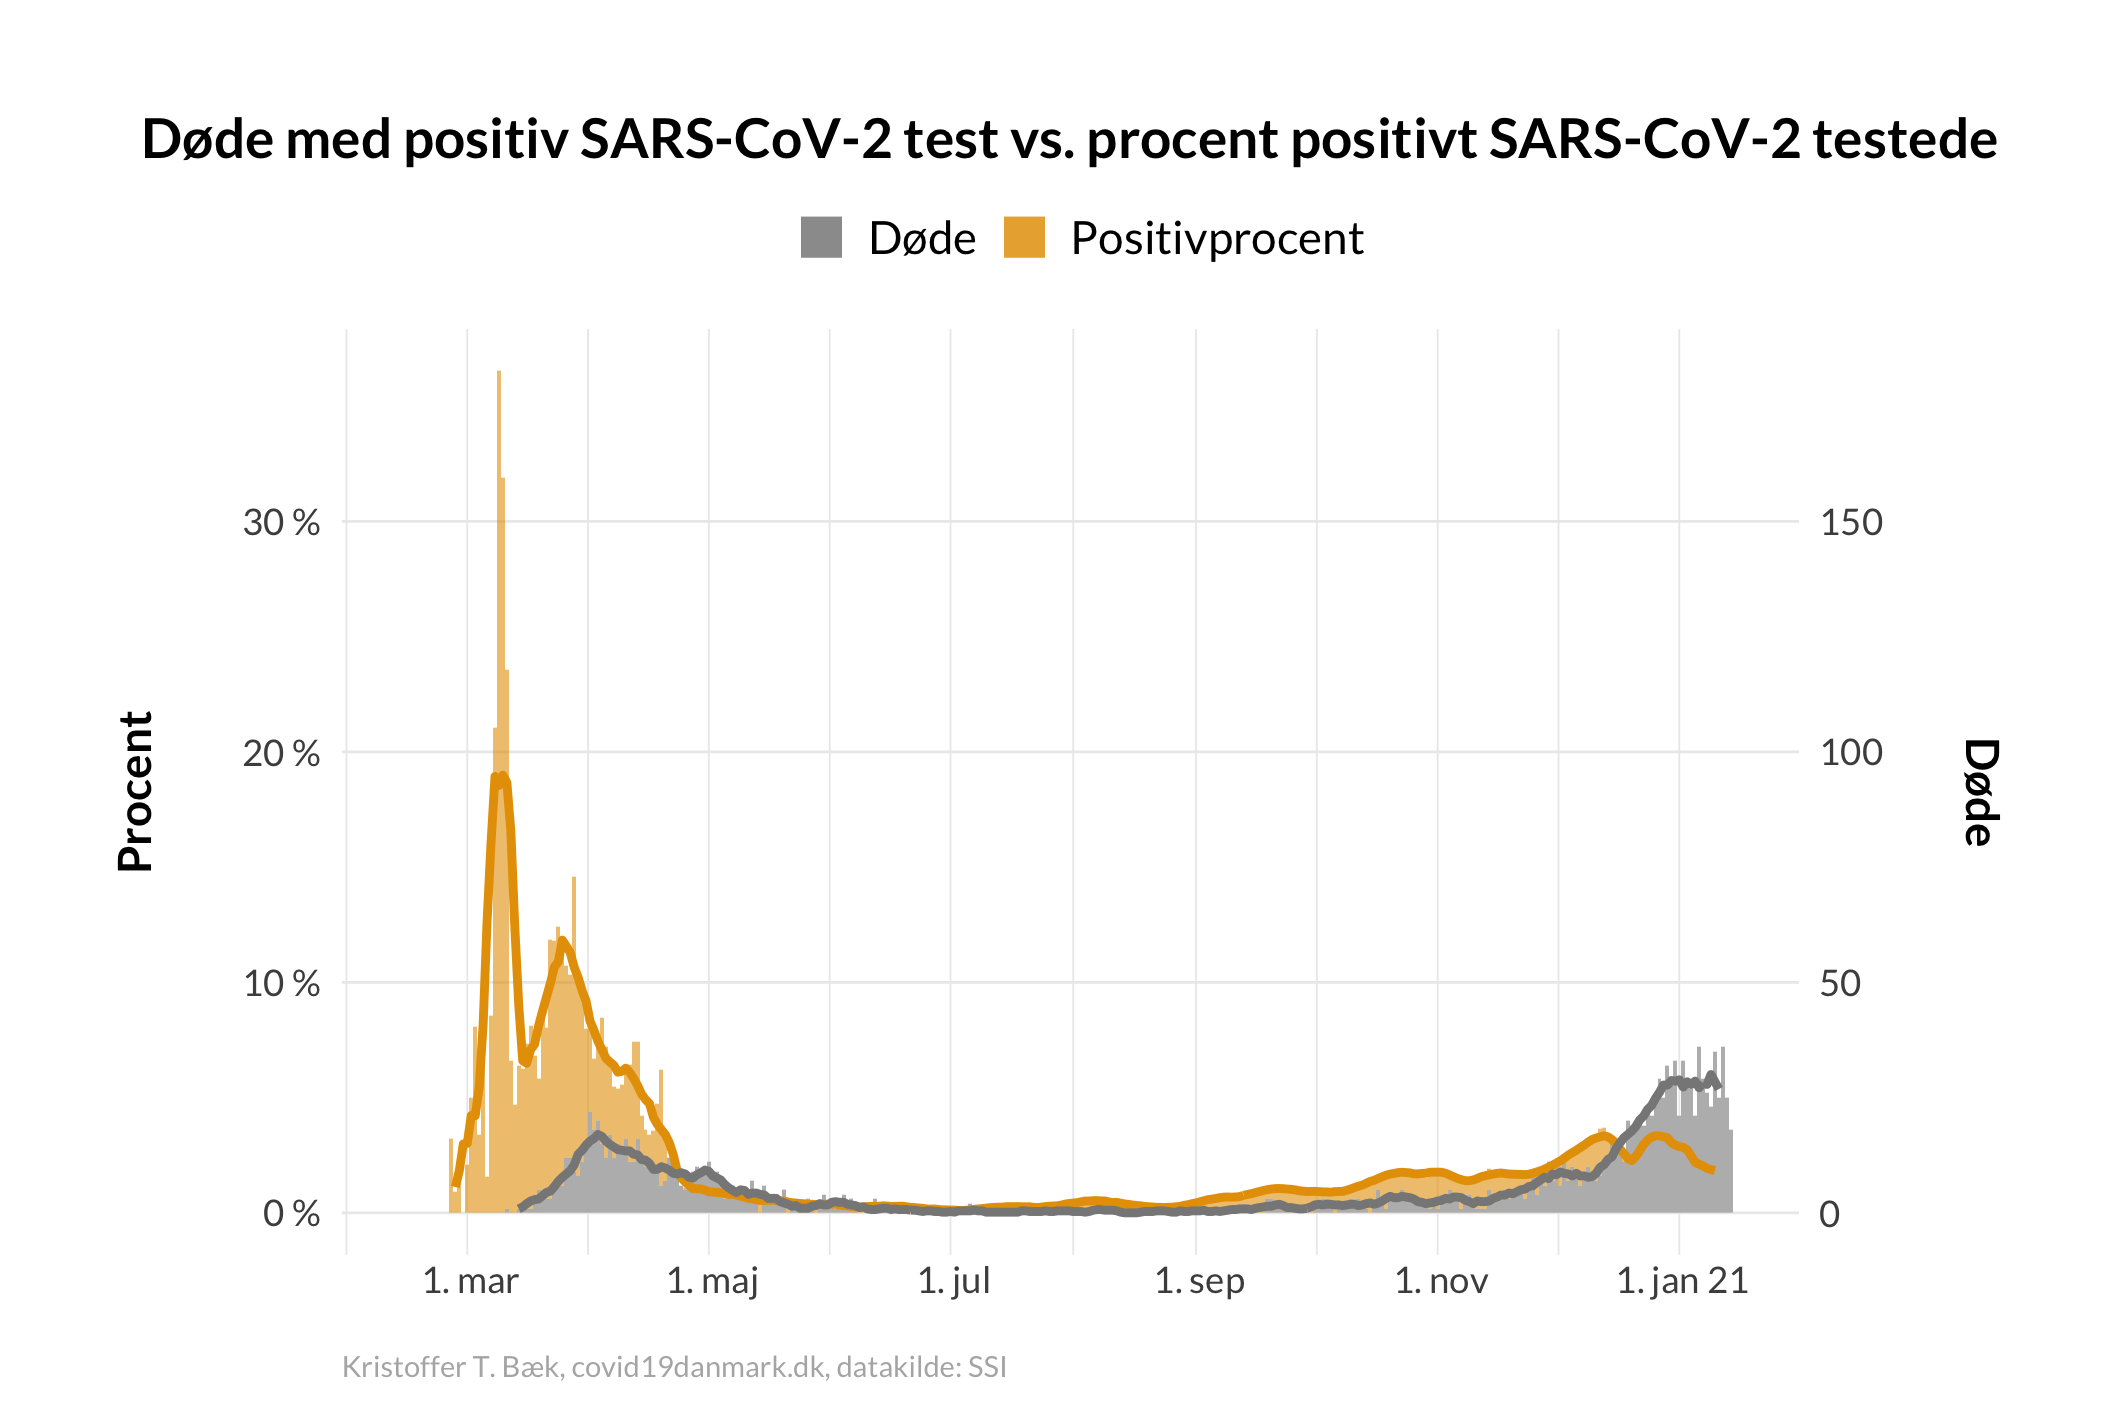 Døde med positiv SARS-CoV-2 test vs. procent positivt SARS-CoV-2 testede
Døde Positivprocent
30 % 150
20 % 100
10 % 50
0 % 0
Procent
Døde
1. mar 1. maj 1. jul 1. sep 1. nov 1. jan 21
Kristoffer T. Bæk, covid19danmark.dk, datakilde: SSI